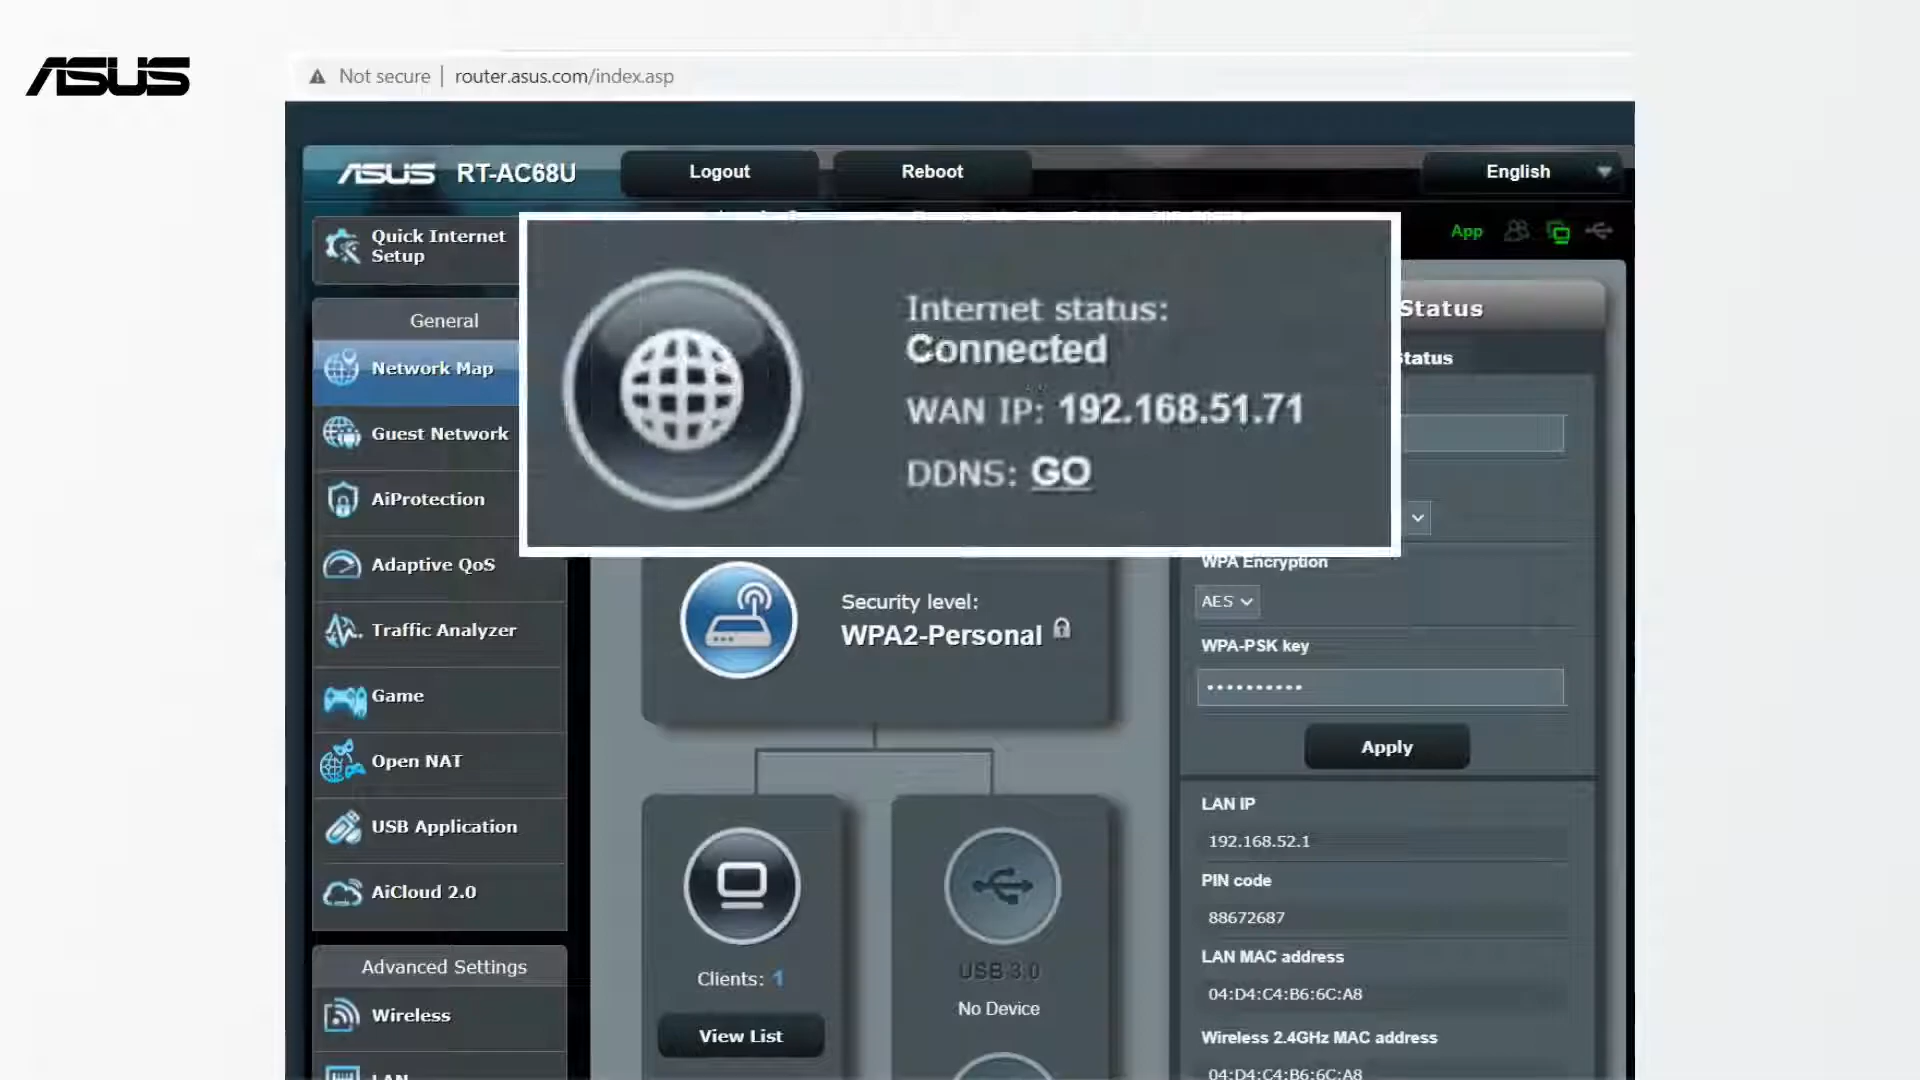 ASUS
Not secure | router.asus.com/index.asp
ASUS RT-AC68U
Logout
Reboot
English
App
Quick Internet
Setup
General
Network Map
Guest Network
AiProtection
Adaptive QoS
Traffic Analyzer
Game
Open NAT
USB Application
AiCloud 2.0
Advanced Settings
Wireless
LAN
Internet status:
Connected
WAN IP: 192.168.51.71
DDNS: GO
Security level:
WPA2-Personal
Clients: 1
View List
USB 3.0
No Device
Status
Status
WPA Encryption
AES
WPA-PSK key
••••••••••
Apply
LAN IP
192.168.52.1
PIN code
88672687
LAN MAC address
04:D4:C4:B6:6C:A8
Wireless 2.4GHz MAC address
04:D4:C4:B6:6C:A8